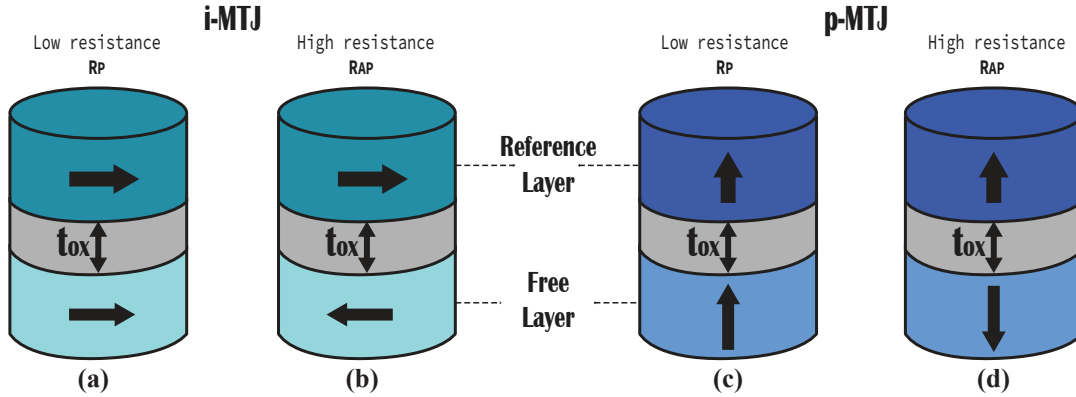 i-MTJ
p-MTJ
Low resistance
RP
High resistance
RAP
Low resistance
RP
High resistance
RAP
Reference
Layer
tox
tox
tox
tox
Free
Layer
(a)
(b)
(c)
(d)